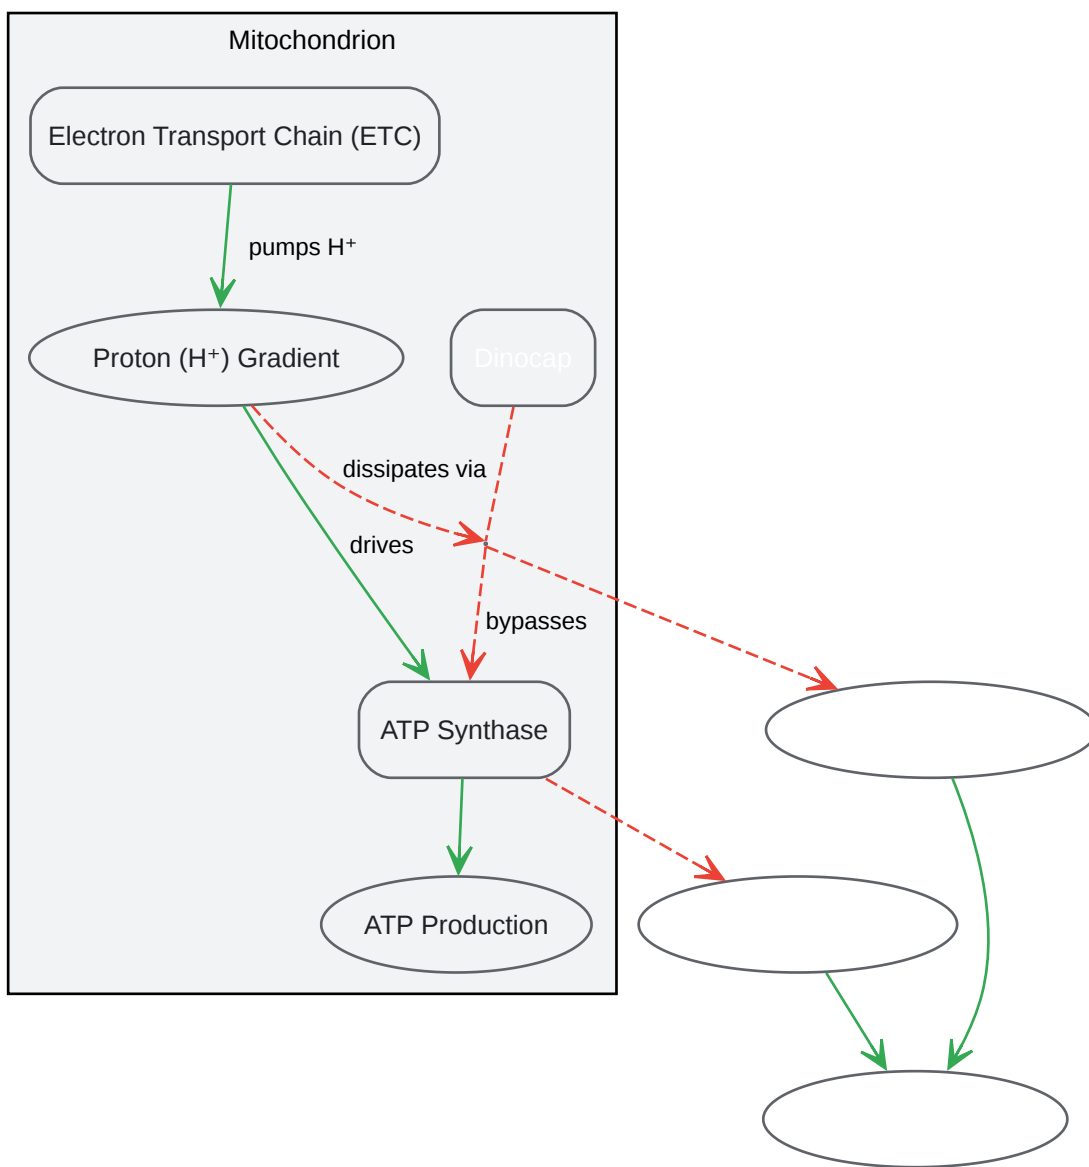 Mitochondrion
Electron Transport Chain (ETC)
pumps H⁺
Proton (H⁺) Gradient
Dinocap
dissipates via
drives
bypasses
ATP Synthase
ATP Production